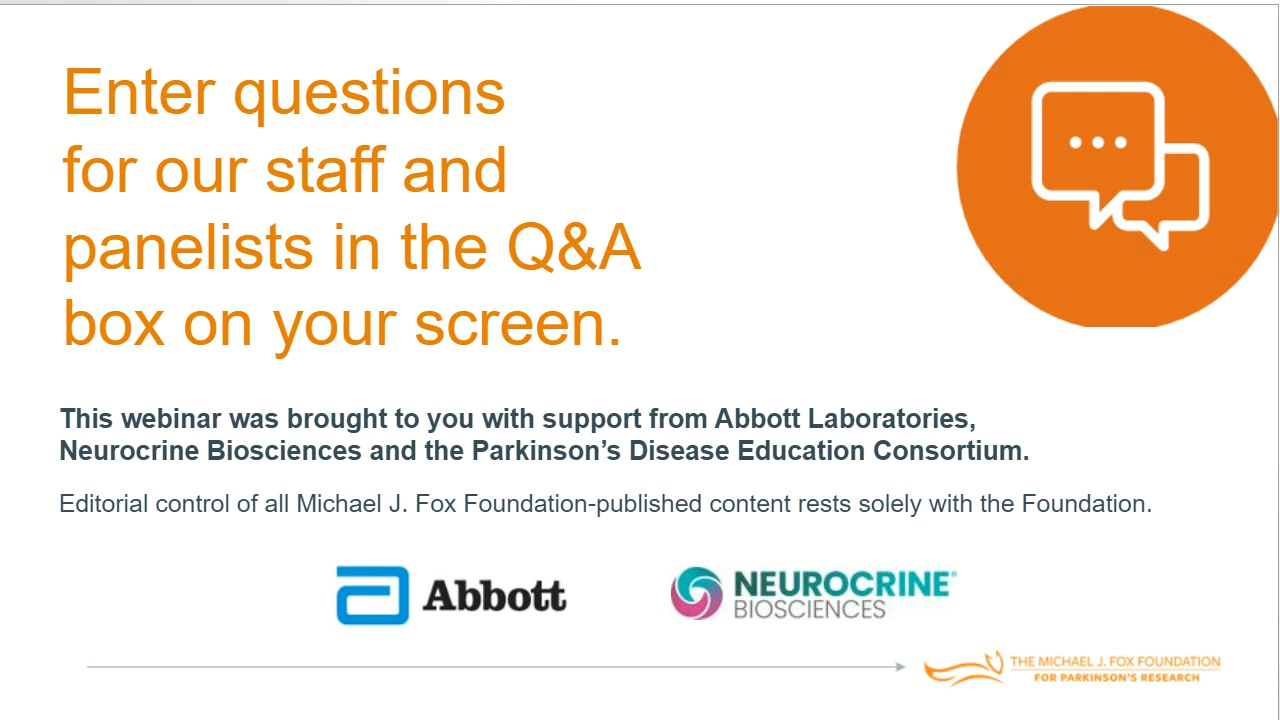 Enter questions
for our staff and
panelists in the Q&A
box on your screen.
This webinar was brought to you with support from Abbott Laboratories,
Neurocrine Biosciences and the Parkinson’s Disease Education Consortium.
Editorial control of all Michael J. Fox Foundation-published content rests solely with the Foundation.
Abbott
NEUROCRINE®
BIOSCIENCES
THE MICHAEL J. FOX FOUNDATION
FOR PARKINSON'S RESEARCH